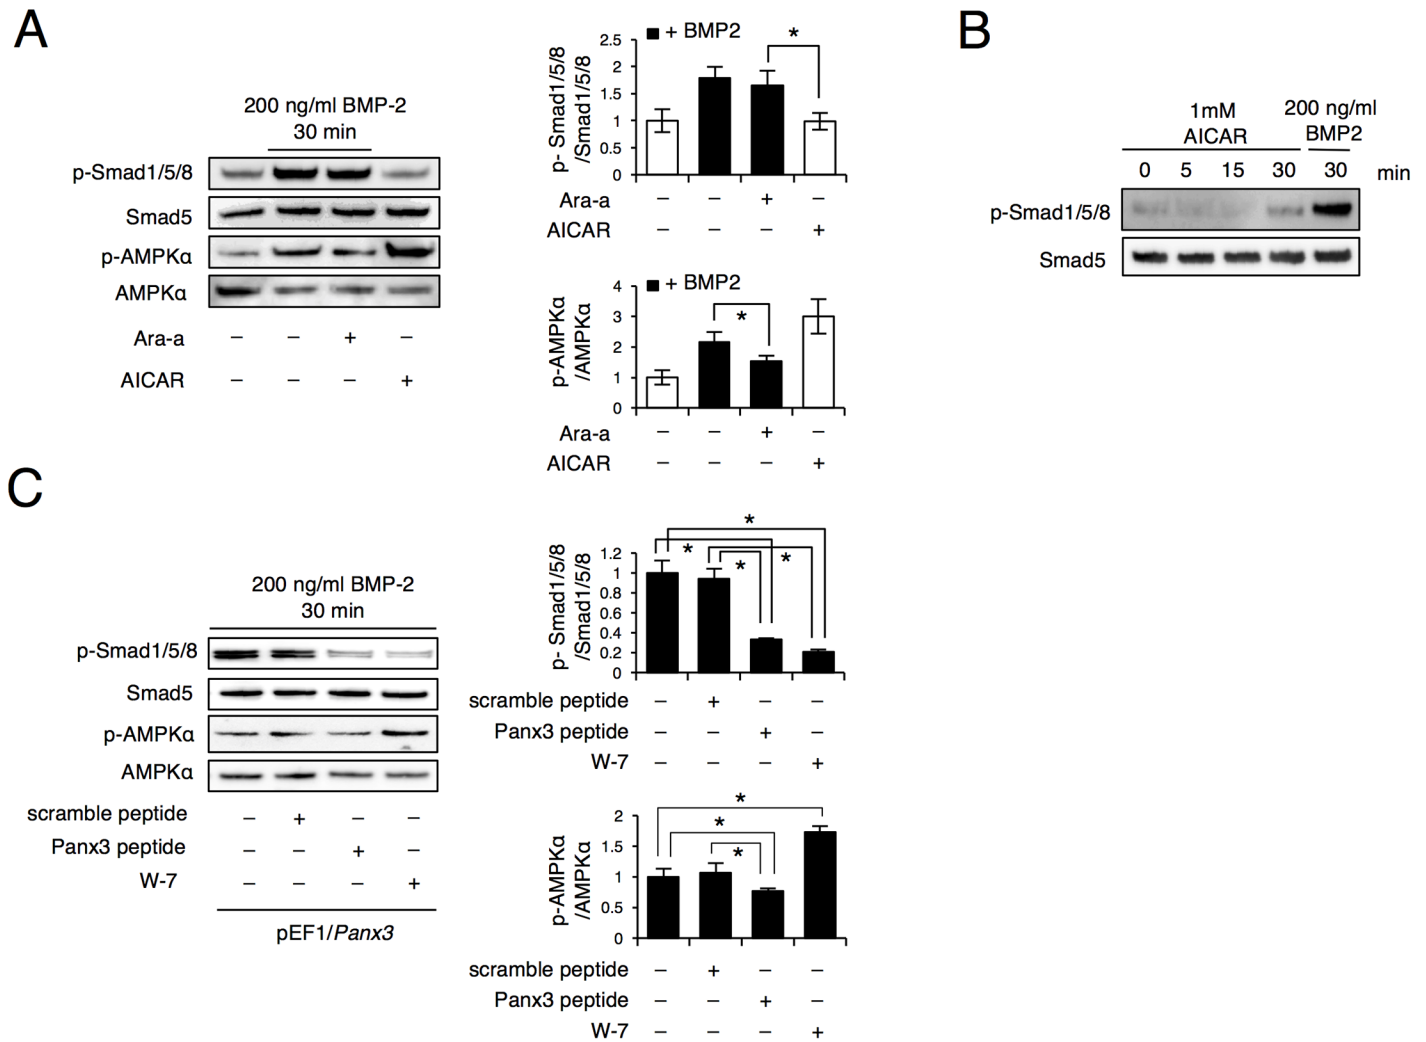 A
200 ng/ml BMP-2
30 min
p-Smad1/5/8
Smad5
p-AMPKα
AMPKα
Ara-a − − + −
AICAR − − − +
■ + BMP2
p- Smad1/5/8
/Smad1/5/8
2.5
2
1.5
1
0.5
0
*
Ara-a − − + −
AICAR − − − +
■ + BMP2
p-AMPKα
/AMPKα
4
3
2
1
0
*
Ara-a − − + −
AICAR − − − +
B
1mM
AICAR
200 ng/ml
BMP2
0 5 15 30 30 min
p-Smad1/5/8
Smad5
C
200 ng/ml BMP-2
30 min
p-Smad1/5/8
Smad5
p-AMPKα
AMPKα
scramble peptide − + − −
Panx3 peptide − − + −
W-7 − − − +
pEF1/Panx3
p- Smad1/5/8
/Smad1/5/8
1.2
1
0.8
0.6
0.4
0.2
0
*
* * *
scramble peptide − + − −
Panx3 peptide − − + −
W-7 − − − +
p-AMPKα
/AMPKα
2
1.5
1
0.5
0
*
*
*
scramble peptide − + − −
Panx3 peptide − − + −
W-7 − − − +